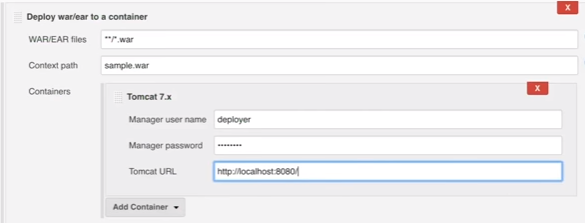 X
Deploy war/ear to a container
WAR/EAR files **/*.war
Context path sample.war
Containers
X
Tomcat 7.x
Manager user name deployer
Manager password ••••••••
Tomcat URL http://localhost:8080/
Add Container